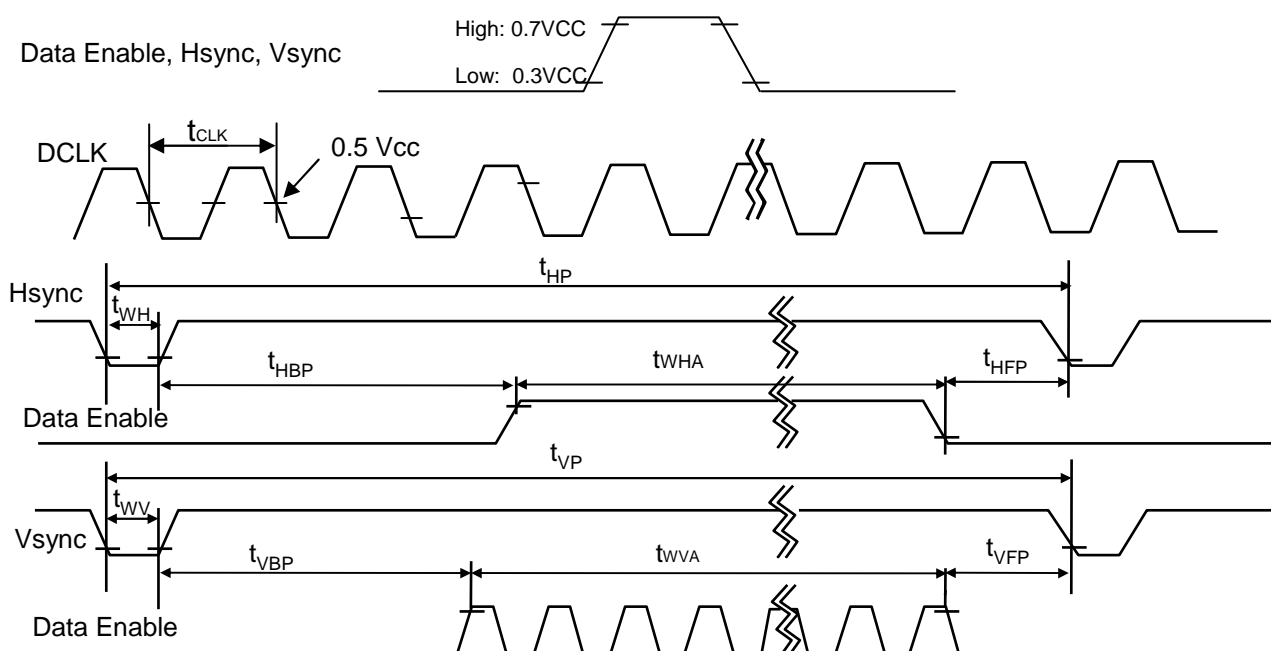 High: 0.7VCC
Data Enable, Hsync, Vsync
Low: 0.3VCC
tCLK
0.5 Vcc
DCLK
tHP
Hsync
tWH
tHBP
tWHA
tHFP
Data Enable
tVP
tWV
Vsync
tVBP
tWVA
tVFP
Data Enable